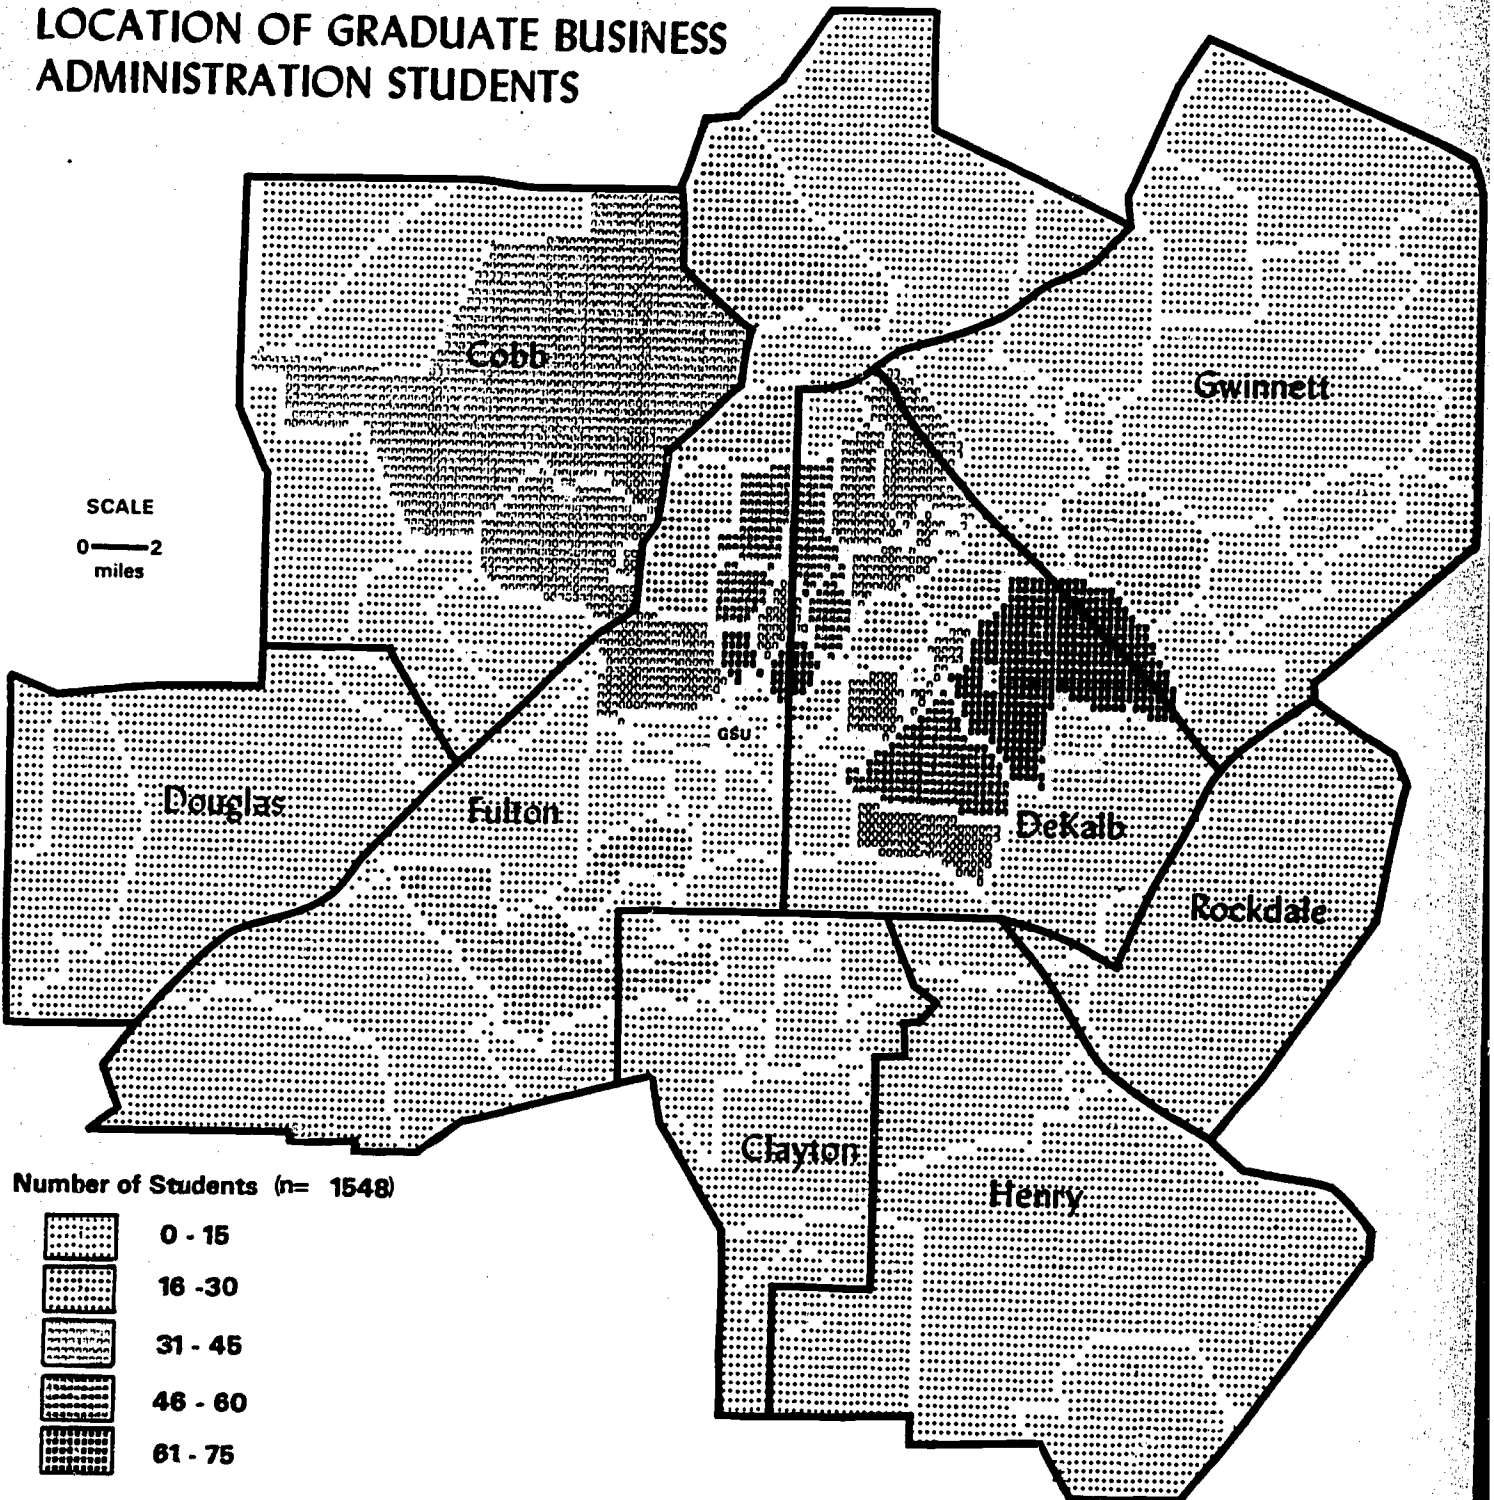 LOCATION OF GRADUATE BUSINESS
ADMINISTRATION STUDENTS
Cobb
Gwinnett
SCALE
0 2
miles
GSU
Douglas
Fulton
DeKalb
Rockdale
Clayton
Henry
Number of Students (n= 1548)
0 - 15
16 -30
31 - 45
46 - 60
61 - 75